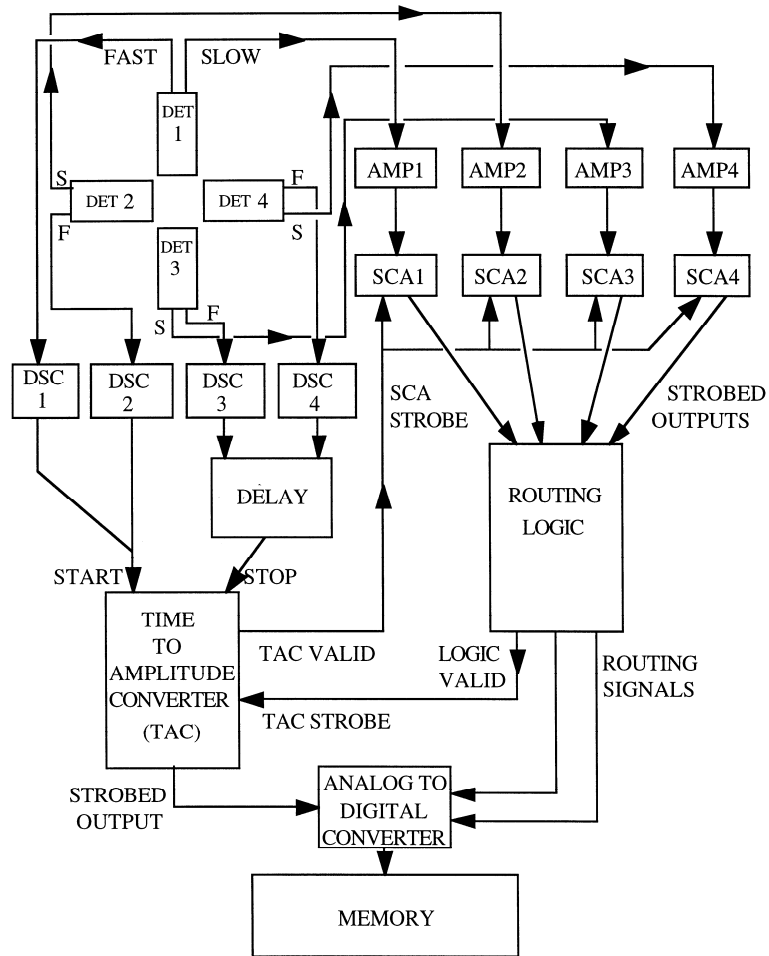 FAST
SLOW
DET
1
S
DET 2
F
F
DET 4
S
DET
3
S
F
AMP1
AMP2
AMP3
AMP4
SCA1
SCA2
SCA3
SCA4
DSC
1
DSC
2
DSC
3
DSC
4
SCA
STROBE
STROBED
OUTPUTS
DELAY
ROUTING
LOGIC
START
STOP
TIME
TO
AMPLITUDE
CONVERTER
(TAC)
TAC VALID
LOGIC
VALID
ROUTING
SIGNALS
TAC STROBE
STROBED
OUTPUT
ANALOG TO
DIGITAL
CONVERTER
MEMORY